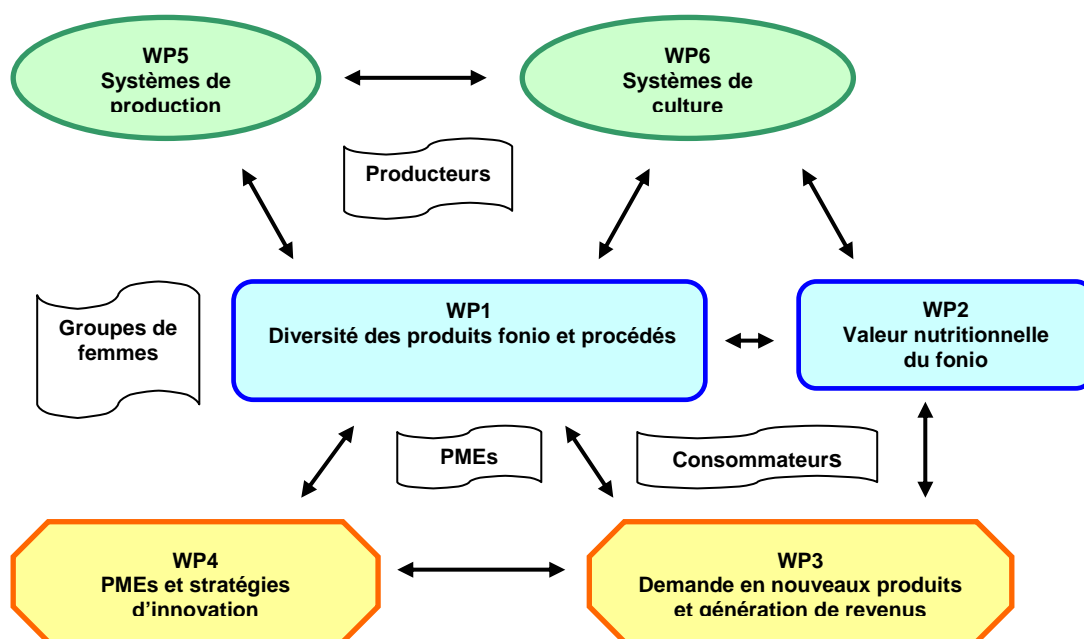 WP5
Systèmes de
production
WP6
Systèmes de
culture
Producteurs
Groupes de
femmes
WP1
Diversité des produits fonio et procédés
WP2
Valeur nutritionnelle
du fonio
PMEs
Consommateurs
WP4
PMEs et stratégies
d’innovation
WP3
Demande en nouveaux produits
et génération de revenus